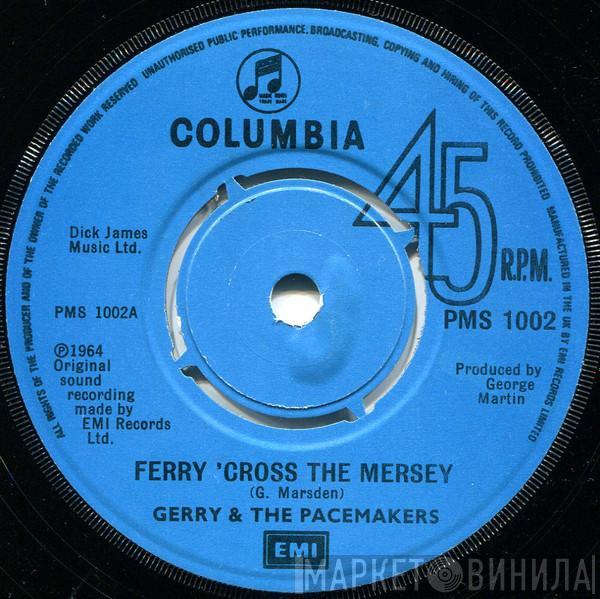 ALL RIGHTS OF THE PRODUCER AND OF THE OWNER OF THE RECORDED WORK RESERVED UNAUTHORISED PUBLIC PERFORMANCE, BROADCASTING, COPYING AND HIRING OF THIS RECORD PROHIBITED MANUFACTURED IN THE UK BY EMI RECORDS LIMITED
COLUMBIA
45
R.P.M.
Dick James
Music Ltd.
PMS 1002A
PMS 1002
℗1964
Original
sound
recording
made by
EMI Records
Ltd.
Produced by
George
Martin
FERRY 'CROSS THE MERSEY
(G. Marsden)
GERRY & THE PACEMAKERS
EMI
МАРКЕТ ВИНИЛА